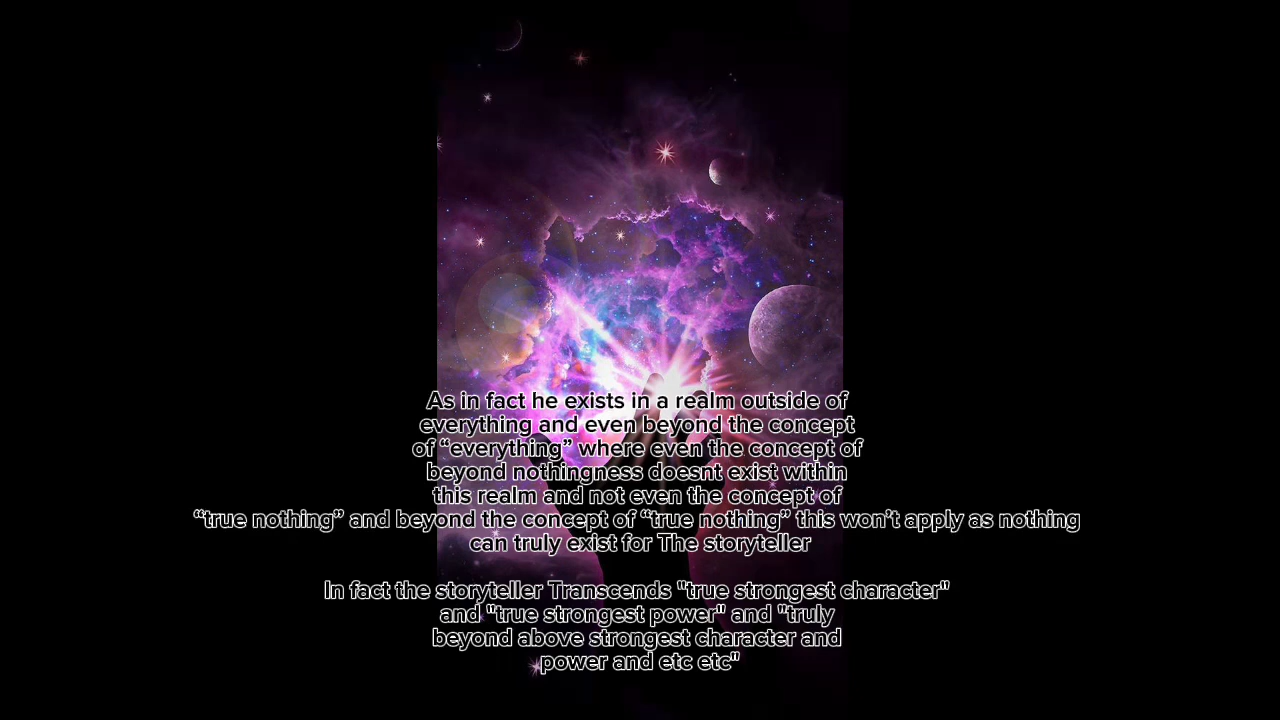 As in fact he exists in a realm outside of
everything and even beyond the concept
of “everything” where even the concept of
beyond nothingness doesnt exist within
this realm and not even the concept of
“true nothing” and beyond the concept of “true nothing” this won’t apply as nothing
can truly exist for The storyteller
In fact the storyteller Transcends "true strongest character"
and "true strongest power" and "truly
beyond above strongest character and
power and etc etc"